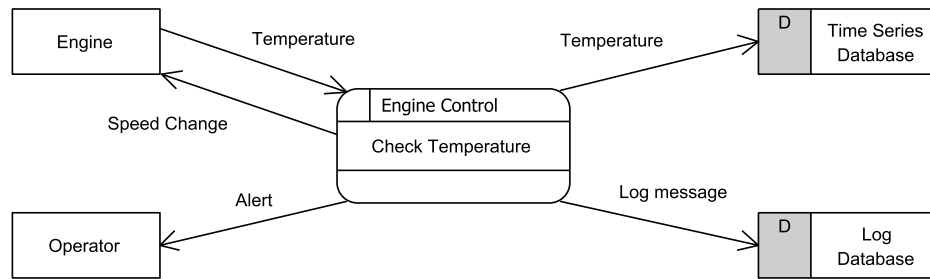 Engine
Temperature
Temperature
D
Time Series
Database
Engine Control
Speed Change
Check Temperature
Alert
Log message
Operator
D
Log
Database